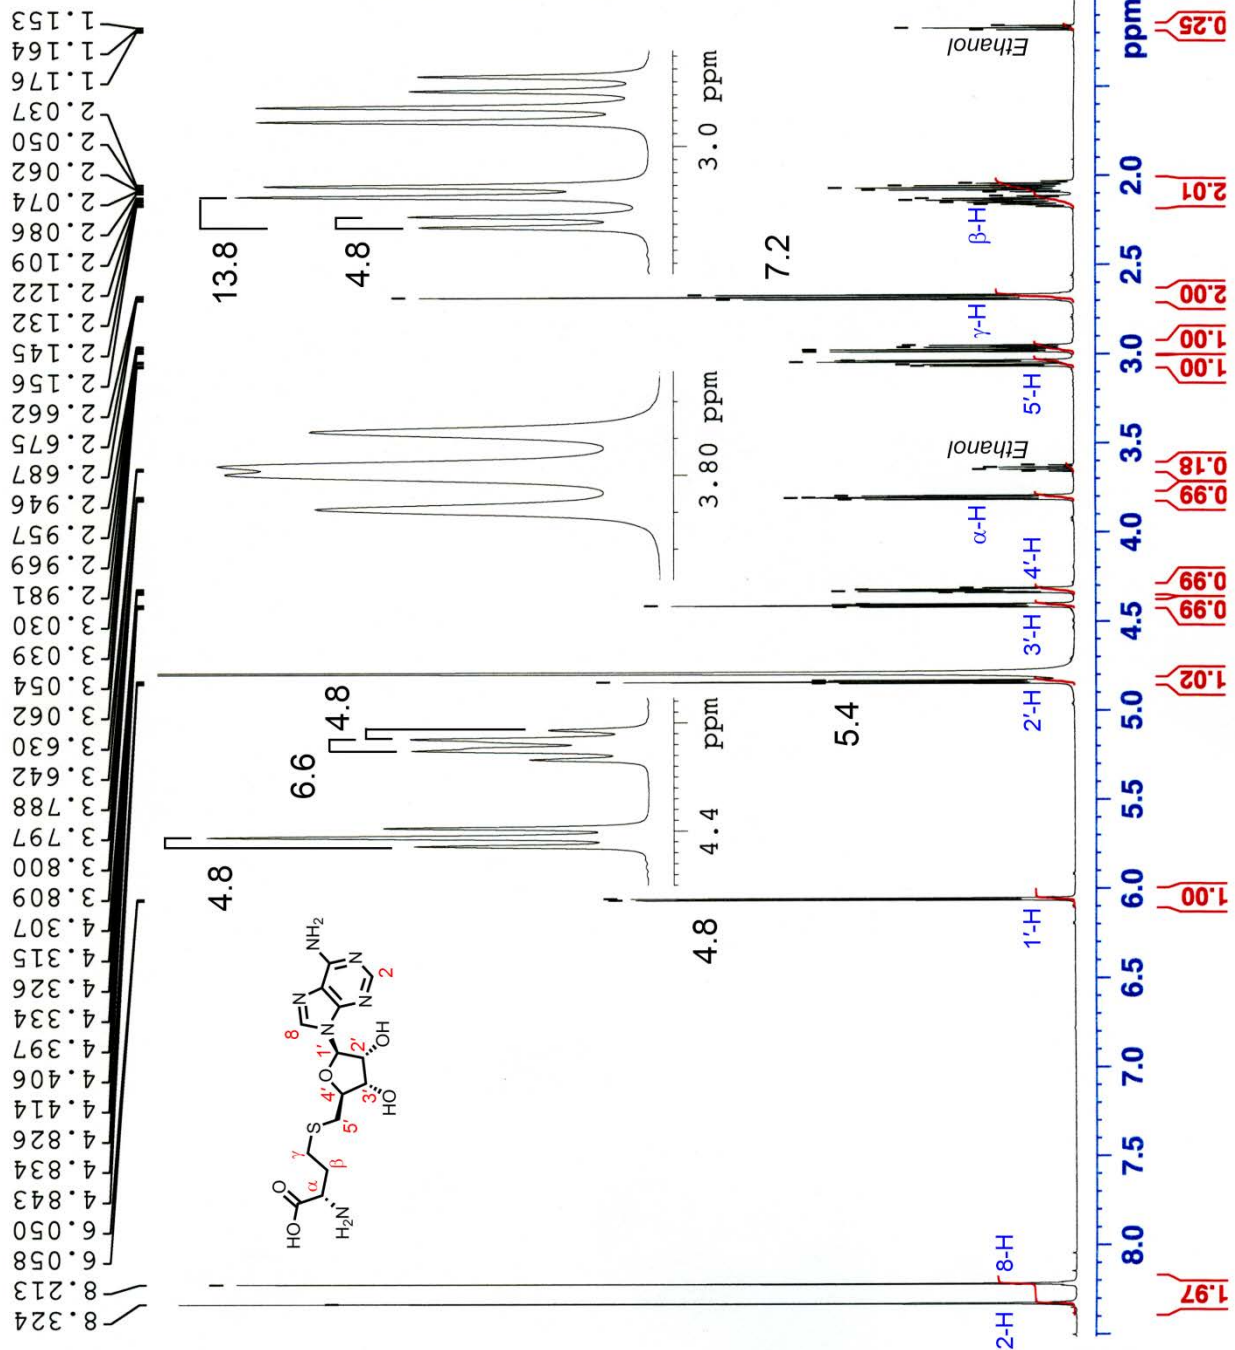 1.153
1.164
1.176
2.037
2.050
2.062
2.074
2.086
2.109
2.122
2.132
2.145
2.156
2.662
2.675
2.687
2.946
2.957
2.969
2.981
3.030
3.039
3.054
3.062
3.630
3.642
3.788
3.797
3.800
3.809
4.307
4.315
4.326
4.334
4.397
4.406
4.414
4.826
4.834
4.843
6.050
6.058
8.213
8.324
13.8
4.8
3.0 ppm
3.80 ppm
6.6
4.8
4.8
4.4 ppm
7.2
5.4
4.8
HO
O
H₂N
α
β
γ
S
5'
4'
O
1'
2'
3'
HO
OH
8
N
N
N
N
NH₂
2
2-H
8-H
1'-H
2'-H
3'-H
4'-H
α-H
Ethanol
5'-H
γ-H
β-H
Ethanol
8.0
7.5
7.0
6.5
6.0
5.5
5.0
4.5
4.0
3.5
3.0
2.5
2.0
ppm
1.97
1.00
1.02
0.99
0.99
0.99
0.18
1.00
1.00
2.00
2.01
0.25